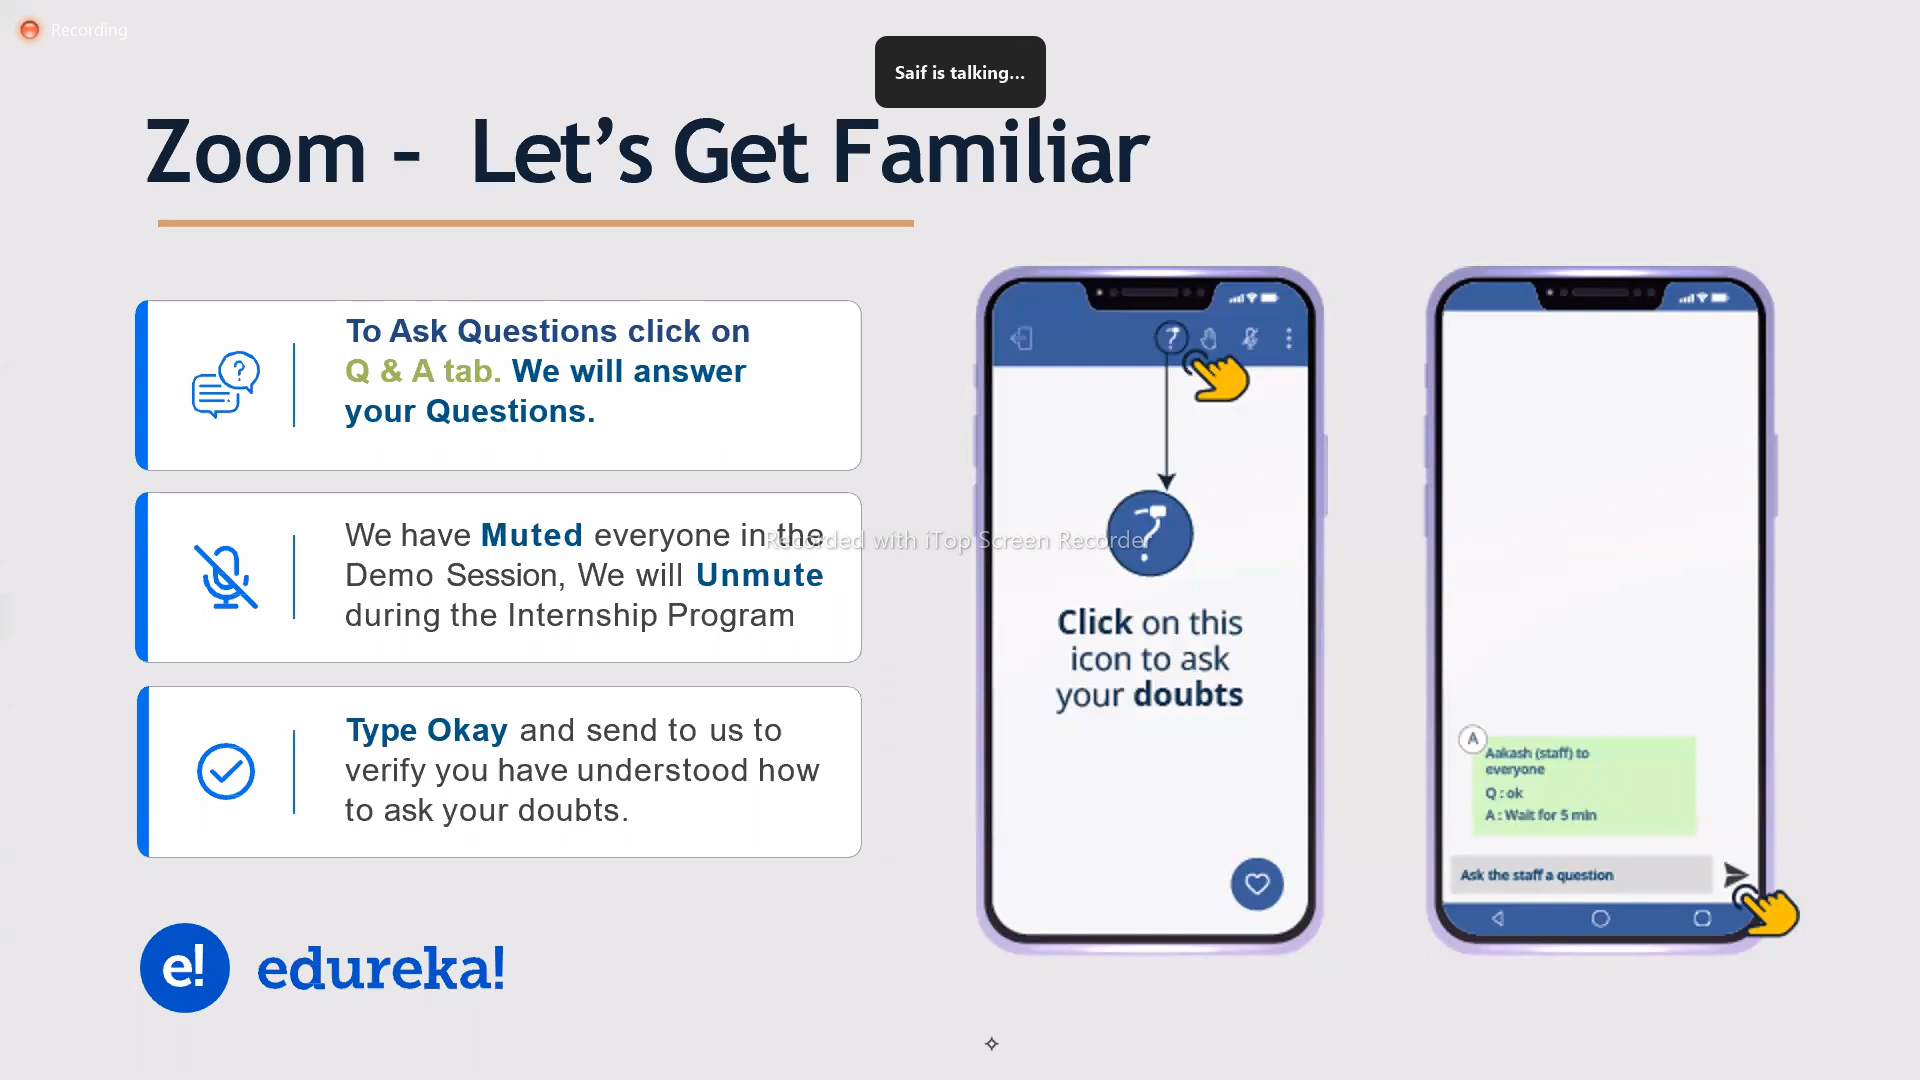 Recording
Saif is talking...
Zoom - Let's Get Familiar
To Ask Questions click on
Q & A tab. We will answer
your Questions.
We have Muted everyone in the
Demo Session, We will Unmute
during the Internship Program
Type Okay and send to us to
verify you have understood how
to ask your doubts.
e! edureka!
Recorded with iTop Screen Recorder
?
Click on this
icon to ask
your doubts
A
Aakash (staff) to
everyone
Q : ok
A : Wait for 5 min
Ask the staff a question